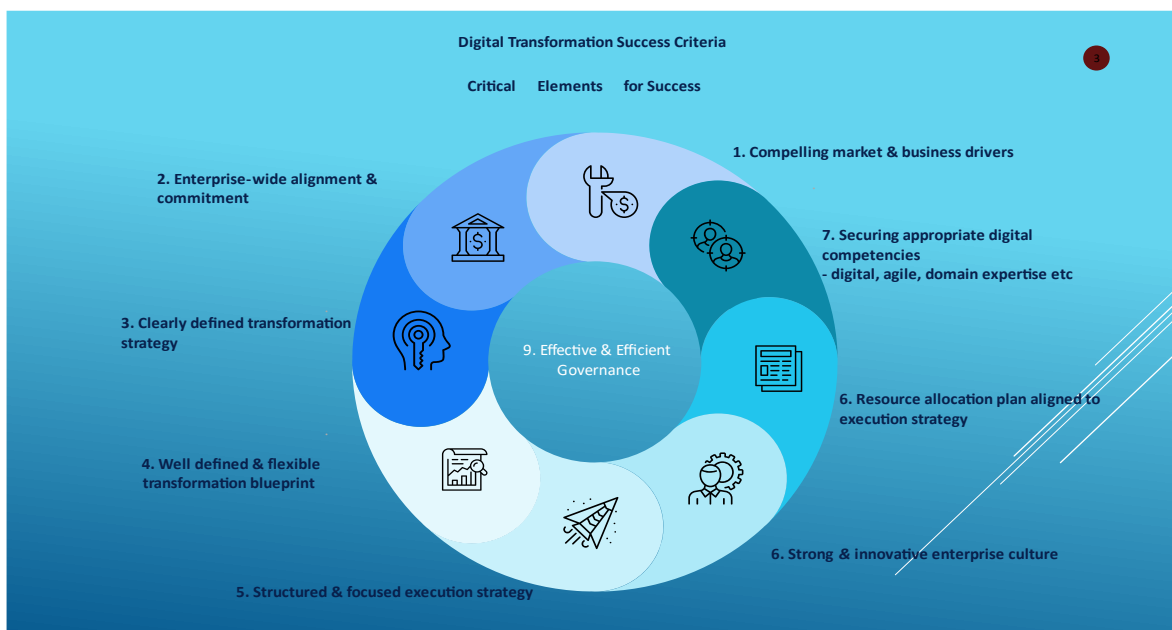 Digital Transformation Success Criteria
Critical Elements for Success
3
1. Compelling market & business drivers
2. Enterprise-wide alignment &
commitment
7. Securing appropriate digital
competencies
- digital, agile, domain expertise etc
3. Clearly defined transformation
strategy
9. Effective & Efficient
Governance
6. Resource allocation plan aligned to
execution strategy
4. Well defined & flexible
transformation blueprint
6. Strong & innovative enterprise culture
5. Structured & focused execution strategy
$
$